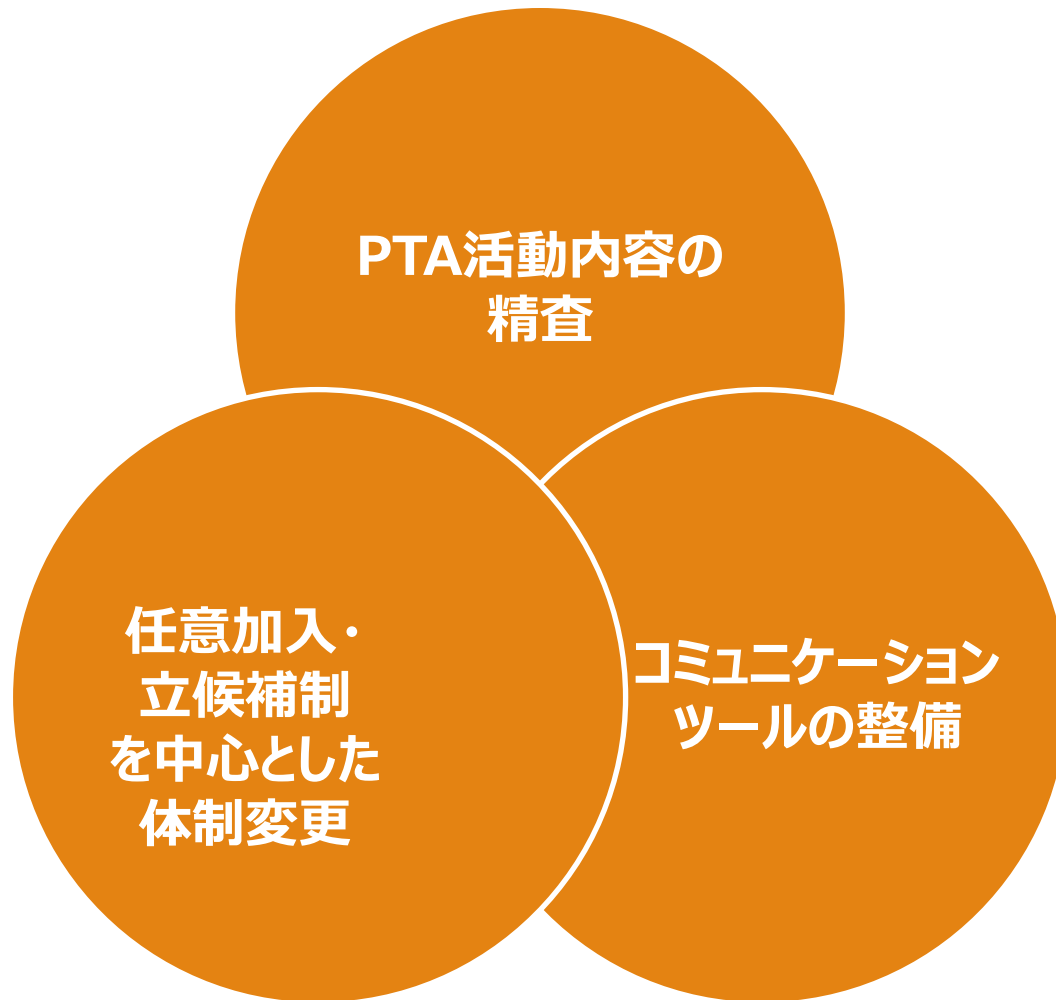 PTA活動内容の
精査
任意加入・
立候補制
を中心とした
体制変更
コミュニケーション
ツールの整備